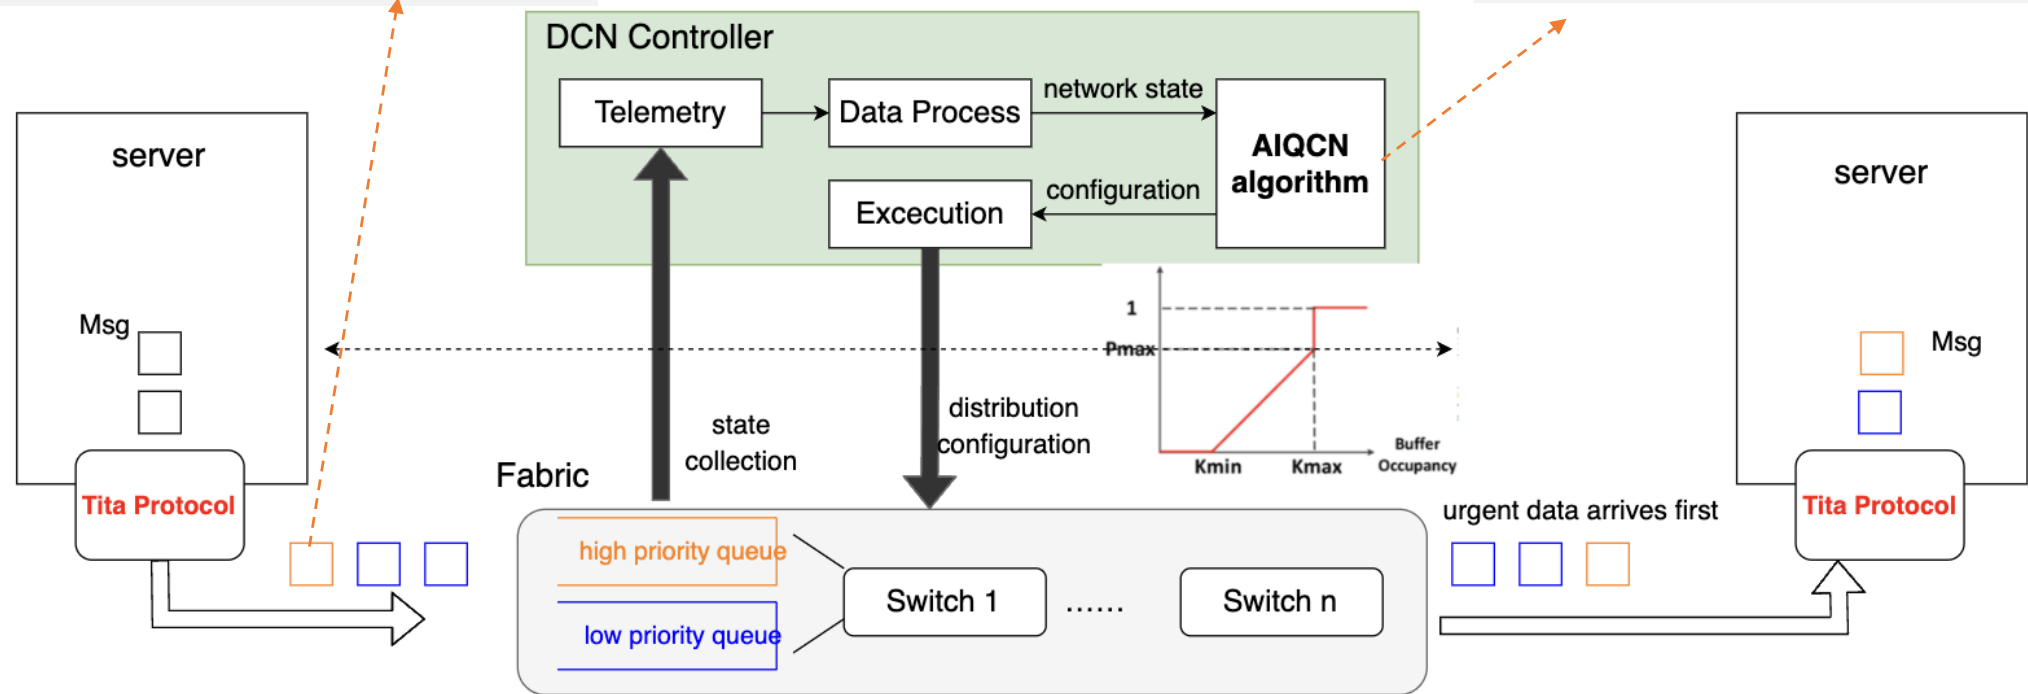 DCN Controller
Telemetry
Data Process
network state
AIQCN
algorithm
configuration
Excecution
server
Msg
Tita Protocol
state
collection
distribution
configuration
1
Pmax
Kmin
Kmax
Buffer
Occupancy
Fabric
high priority queue
low priority queue
Switch 1
......
Switch n
urgent data arrives first
server
Msg
Tita Protocol